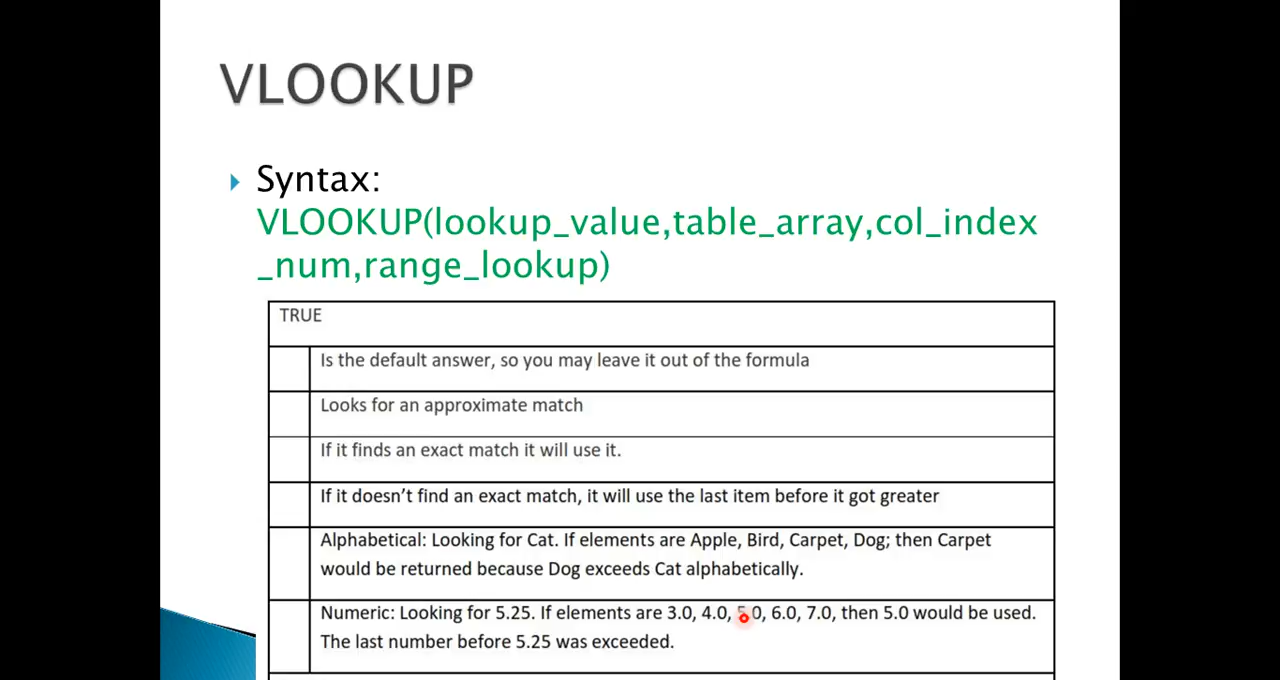 VLOOKUP
Syntax:
VLOOKUP(lookup_value,table_array,col_index
_num,range_lookup)
TRUE
Is the default answer, so you may leave it out of the formula
Looks for an approximate match
If it finds an exact match it will use it.
If it doesn’t find an exact match, it will use the last item before it got greater
Alphabetical: Looking for Cat. If elements are Apple, Bird, Carpet, Dog; then Carpet
would be returned because Dog exceeds Cat alphabetically.
Numeric: Looking for 5.25. If elements are 3.0, 4.0, 5.0, 6.0, 7.0, then 5.0 would be used.
The last number before 5.25 was exceeded.